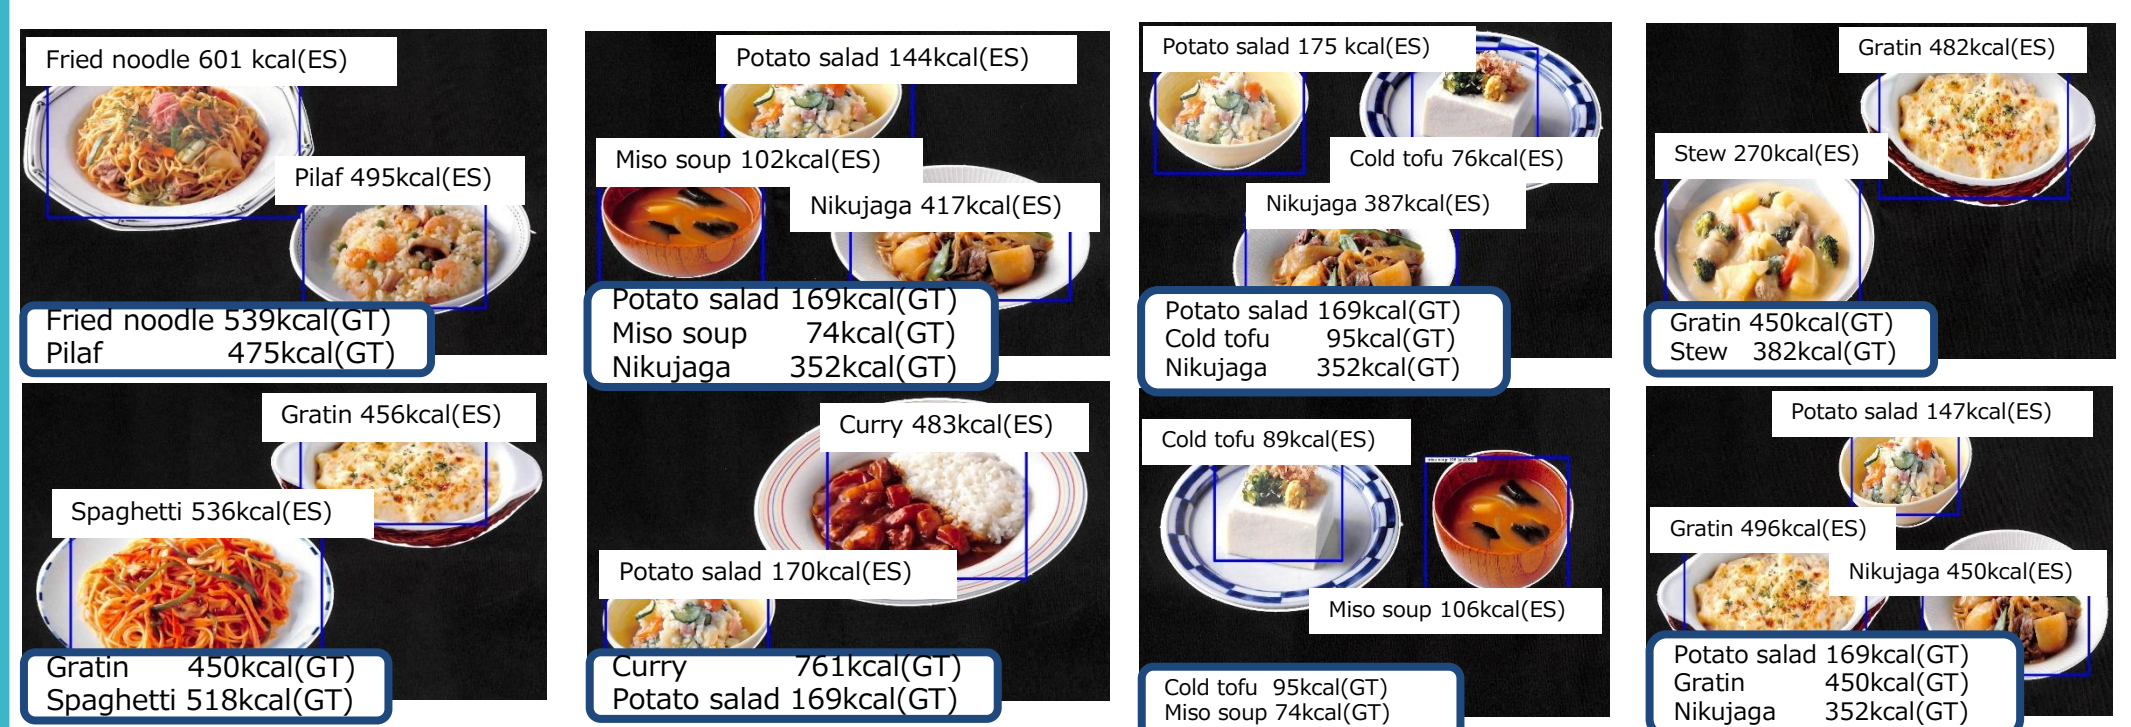 Fried noodle 601 kcal(ES)
Pilaf 495kcal(ES)
Fried noodle 539kcal(GT)
Pilaf 475kcal(GT)
Potato salad 144kcal(ES)
Miso soup 102kcal(ES)
Nikujaga 417kcal(ES)
Potato salad 169kcal(GT)
Miso soup 74kcal(GT)
Nikujaga 352kcal(GT)
Potato salad 175 kcal(ES)
Cold tofu 76kcal(ES)
Nikujaga 387kcal(ES)
Potato salad 169kcal(GT)
Cold tofu 95kcal(GT)
Nikujaga 352kcal(GT)
Gratin 482kcal(ES)
Stew 270kcal(ES)
Gratin 450kcal(GT)
Stew 382kcal(GT)
Gratin 456kcal(ES)
Spaghetti 536kcal(ES)
Gratin 450kcal(GT)
Spaghetti 518kcal(GT)
Curry 483kcal(ES)
Potato salad 170kcal(ES)
Curry 761kcal(GT)
Potato salad 169kcal(GT)
Cold tofu 89kcal(ES)
Miso soup 106kcal(ES)
Cold tofu 95kcal(GT)
Miso soup 74kcal(GT)
Potato salad 147kcal(ES)
Gratin 496kcal(ES)
Nikujaga 450kcal(ES)
Potato salad 169kcal(GT)
Gratin 450kcal(GT)
Nikujaga 352kcal(GT)